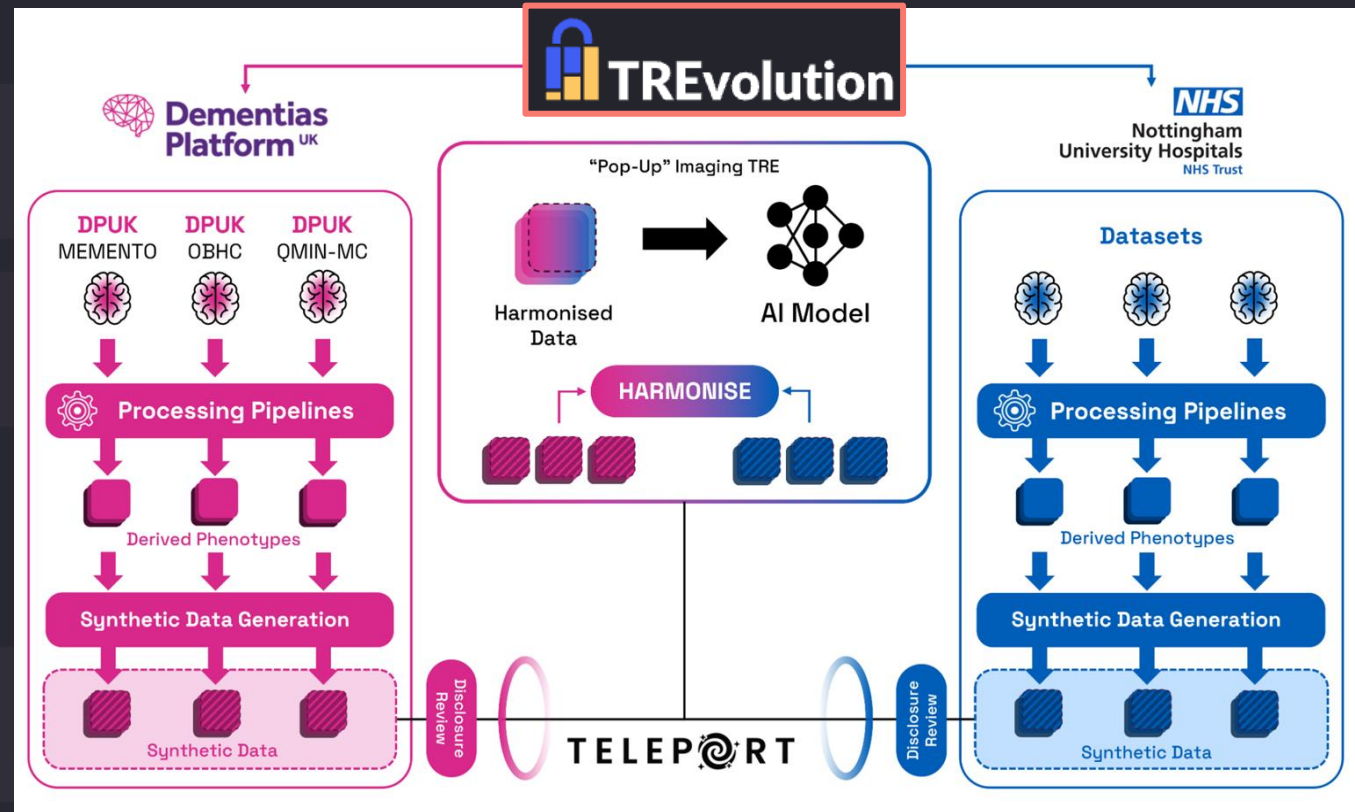 TREvolution
Dementias
Platform UK
NHS
Nottingham
University Hospitals
NHS Trust
DPUK
MEMENTO
DPUK
OBHC
DPUK
QMIN-MC
Processing Pipelines
Derived Phenotypes
Synthetic Data Generation
Synthetic Data
Disclosure
Review
“Pop-Up” Imaging TRE
Harmonised
Data
AI Model
HARMONISE
TELEPORT
Disclosure
Review
Datasets
Processing Pipelines
Derived Phenotypes
Synthetic Data Generation
Synthetic Data